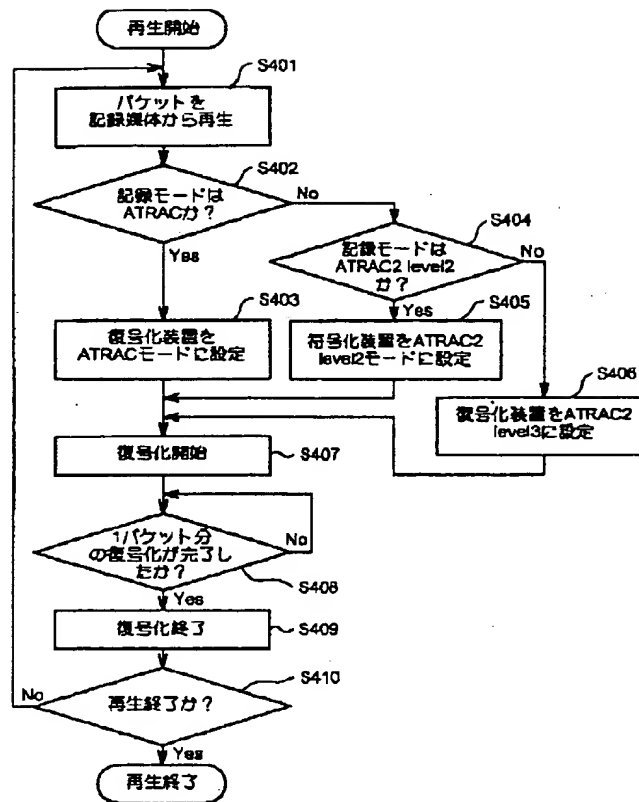 再生開始
S401
パケットを
記録媒体から再生
S402
記録モードは
ATRACか？
No
Yes
S404
記録モードは
ATRAC2 level2
か？
No
Yes
S403
復号化装置を
ATRACモードに設定
S405
符号化装置をATRAC2
level2モードに設定
S406
復号化装置をATRAC2
level3に設定
復号化開始
S407
1パケット分
の復号化が完了し
たか？
No
S408
Yes
復号化終了
S409
S410
再生終了か？
No
Yes
再生終了